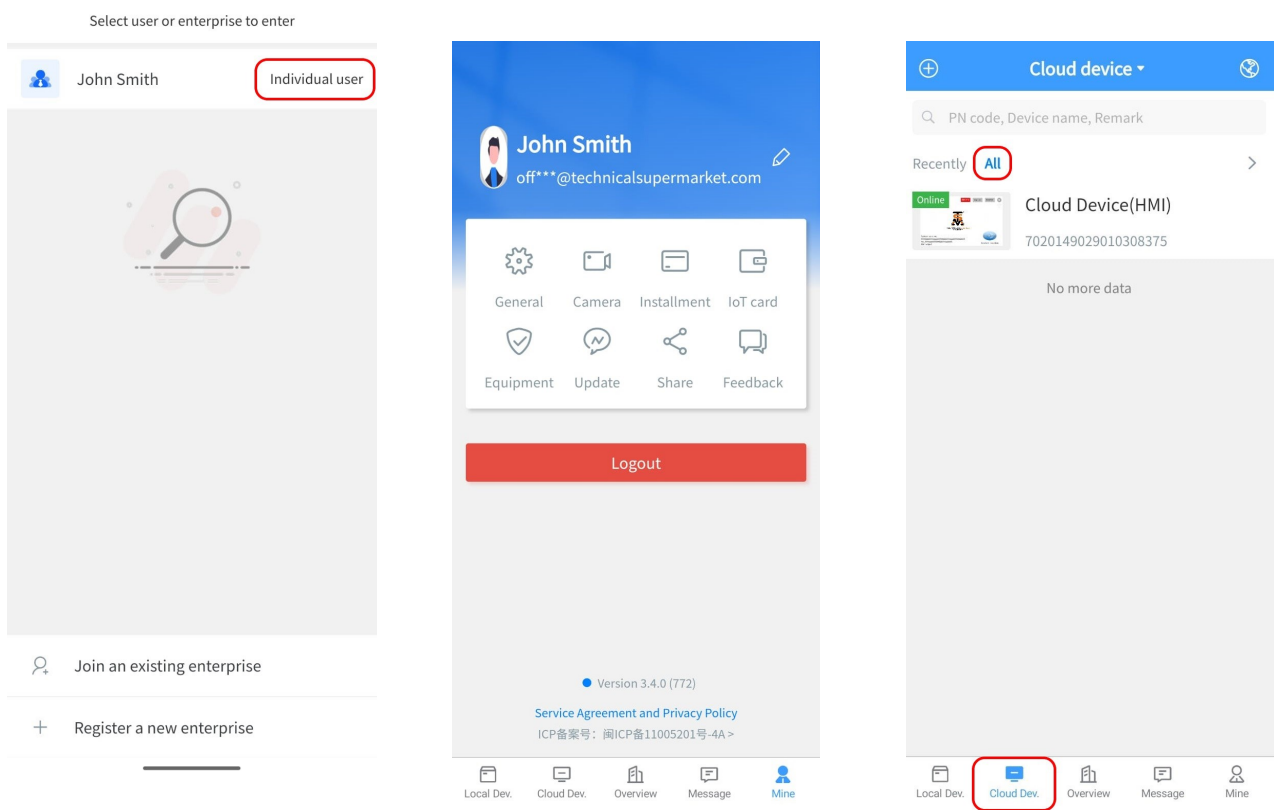 Select user or enterprise to enter
John Smith
Individual user
Join an existing enterprise
Register a new enterprise
John Smith
off***@technicalsupermarket.com
General Camera Installment IoT card
Equipment Update Share Feedback
Logout
Version 3.4.0 (772)
Service Agreement and Privacy Policy
ICP备案号：闽ICP备11005201号-4A >
Local Dev. Cloud Dev. Overview Message Mine
Cloud device
PN code, Device name, Remark
Recently All
Online
Cloud Device(HMI)
7020149029010308375
No more data
Local Dev. Cloud Dev. Overview Message Mine